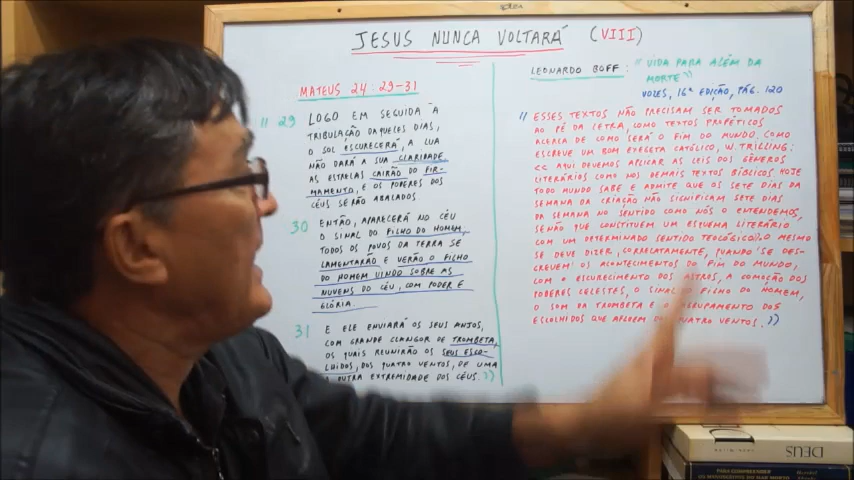 JESUS NUNCA VOLTARÁ (VIII)
MATEUS 24:29-31
" 29 LOGO EM SEGUIDA À
TRIBULAÇÃO DAQUELES DIAS,
O SOL ESCURECERÁ, A LUA
NÃO DARÁ A SUA CLARIDADE,
AS ESTRELAS CAIRÃO DO FIR-
MAMENTO, E OS PODERES DOS
CÉUS SERÃO ABALADOS
30 ENTÃO, APARECERÁ NO CÉU
O SINAL DO FILHO DO HOMEM,
TODOS OS POVOS DA TERRA SE
LAMENTARÃO E VERÃO O FILHO
DO HOMEM VINDO SOBRE AS
NUVENS DO CÉU, COM PODER E
GLÓRIA.
31 E ELE ENVIARÁ OS SEUS ANJOS,
COM GRANDE CLANGOR DE TROMBETA,
OS QUAIS REUNIRÃO OS SEUS ESCO-
LHIDOS, DOS QUATRO VENTOS, DE UMA
A OUTRA EXTREMIDADE DOS CÉUS."
LEONARDO BOFF: "VIDA PARA ALÉM DA
MORTE"
VOZES, 16ª EDIÇÃO, PÁG. 120
" ESSES TEXTOS NÃO PRECISAM SER TOMADOS
AO PÉ DA LETRA, COMO TEXTOS PROFÉTICOS
ACERCA DE COMO SERÁ O FIM DO MUNDO. COMO
ESCREVE UM BOM EXEGETA CATÓLICO, W. TRILLING:
<< AQUI DEVEMOS APLICAR AS LEIS DOS GÊNEROS
LITERÁRIOS COMO NOS DEMAIS TEXTOS BÍBLICOS. HOJE
TODO MUNDO SABE E ADMITE QUE OS SETE DIAS DA
SEMANA DA CRIAÇÃO NÃO SIGNIFICAM SETE DIAS
DA SEMANA NO SENTIDO COMO NÓS O ENTENDEMOS,
SENÃO QUE CONSTITUEM UM ESQUEMA LITERÁRIO
COM UM DETERMINADO SENTIDO TEOLÓGICO>>. O MESMO
SE DEVE DIZER, CORRETAMENTE, QUANDO SE DES-
CREVEM OS ACONTECIMENTOS DO FIM DO MUNDO,
COM O ESCURECIMENTO DOS ASTROS, A COMOÇÃO DOS
PODERES CELESTES, O SINAL DO FILHO DO HOMEM,
O SOM DA TROMBETA E O DOS
ESCOLHIDOS QUE AFLUEM QUATRO VENTOS."
DEUS
PARA COMPREENDER